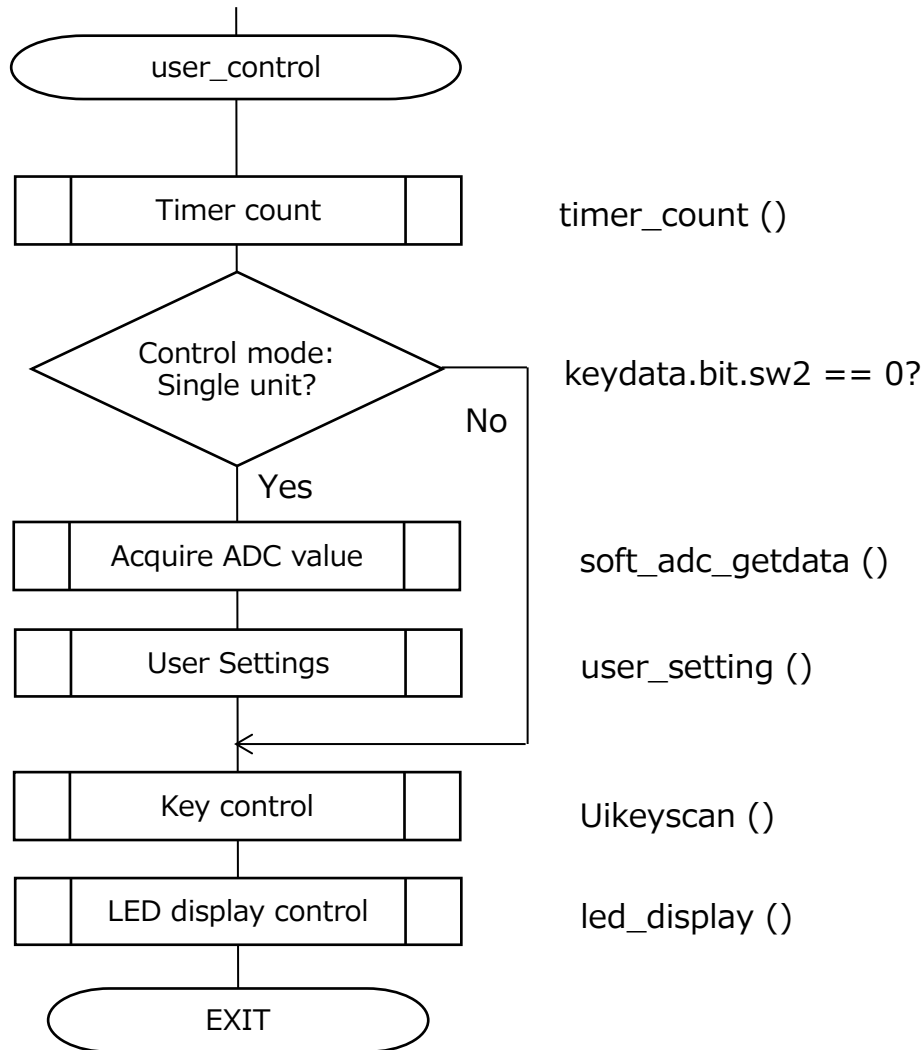 user_control
Timer count
timer_count ()
Control mode:
Single unit?
keydata.bit.sw2 == 0?
No
Yes
Acquire ADC value
soft_adc_getdata ()
User Settings
user_setting ()
Key control
Uikeyscan ()
LED display control
led_display ()
EXIT